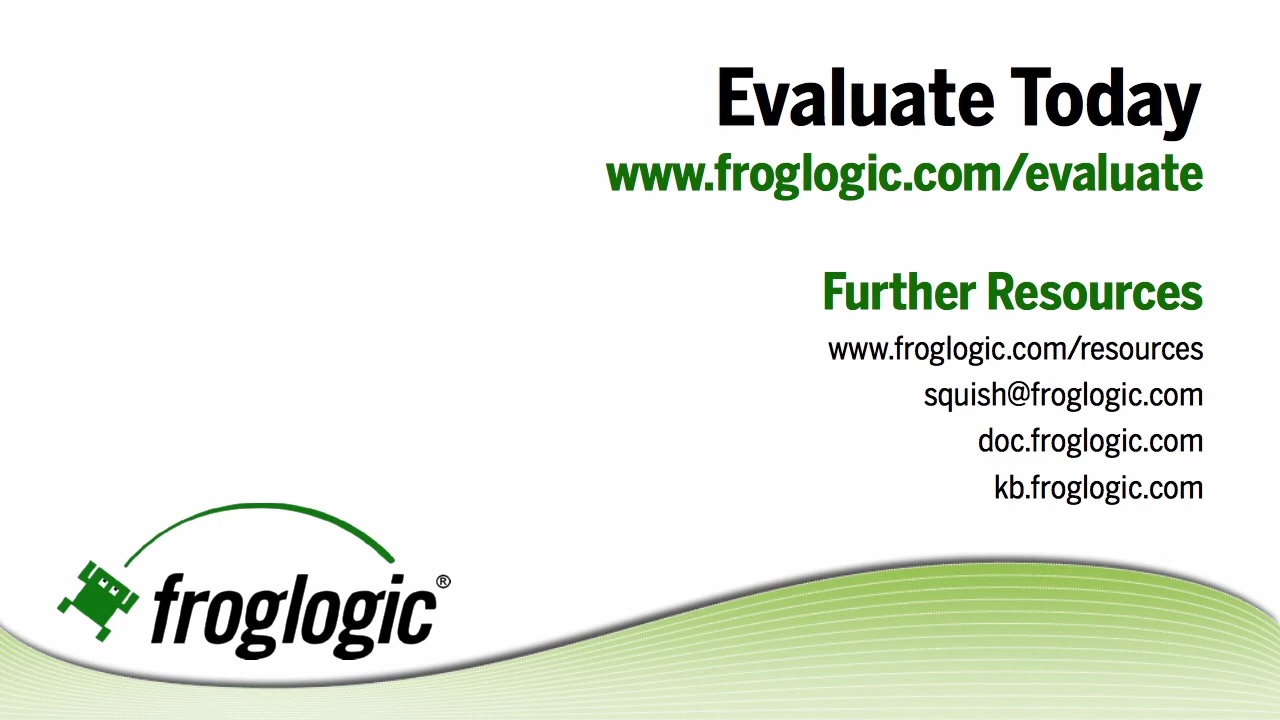 Evaluate Today
www.froglogic.com/evaluate
Further Resources
www.froglogic.com/resources
squish@froglogic.com
doc.froglogic.com
kb.froglogic.com
froglogic®